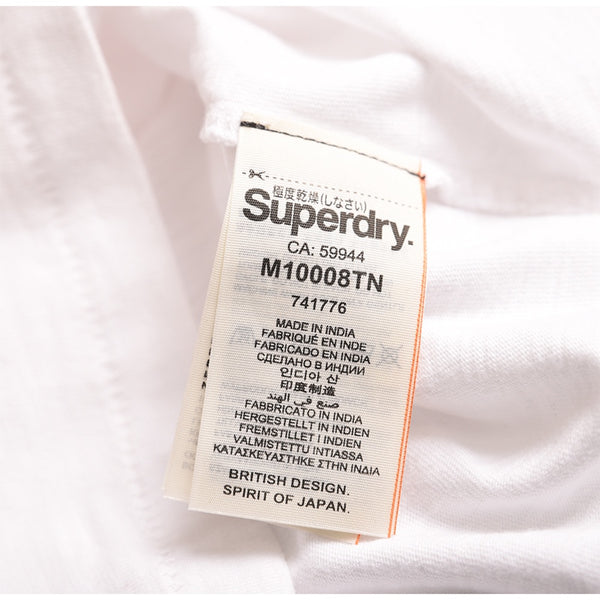 極度乾燥(しなさい)
Superdry.
CA: 59944
M10008TN
741776
MADE IN INDIA
FABRIQUÉ EN INDE
FABRICADO EN INDIA
СДЕЛАНО В ИНДИИ
인디아 산
印度制造
صنع في الهند
FABBRICATO IN INDIA
HERGESTELLT IN INDIEN
FREMSTILLET I INDIEN
VALMISTETTU INTIASSA
ΚΑΤΑΣΚΕΥΑΣΤΗΚΕ ΣΤΗΝ ΙΝΔΙΑ
BRITISH DESIGN.
SPIRIT OF JAPAN.